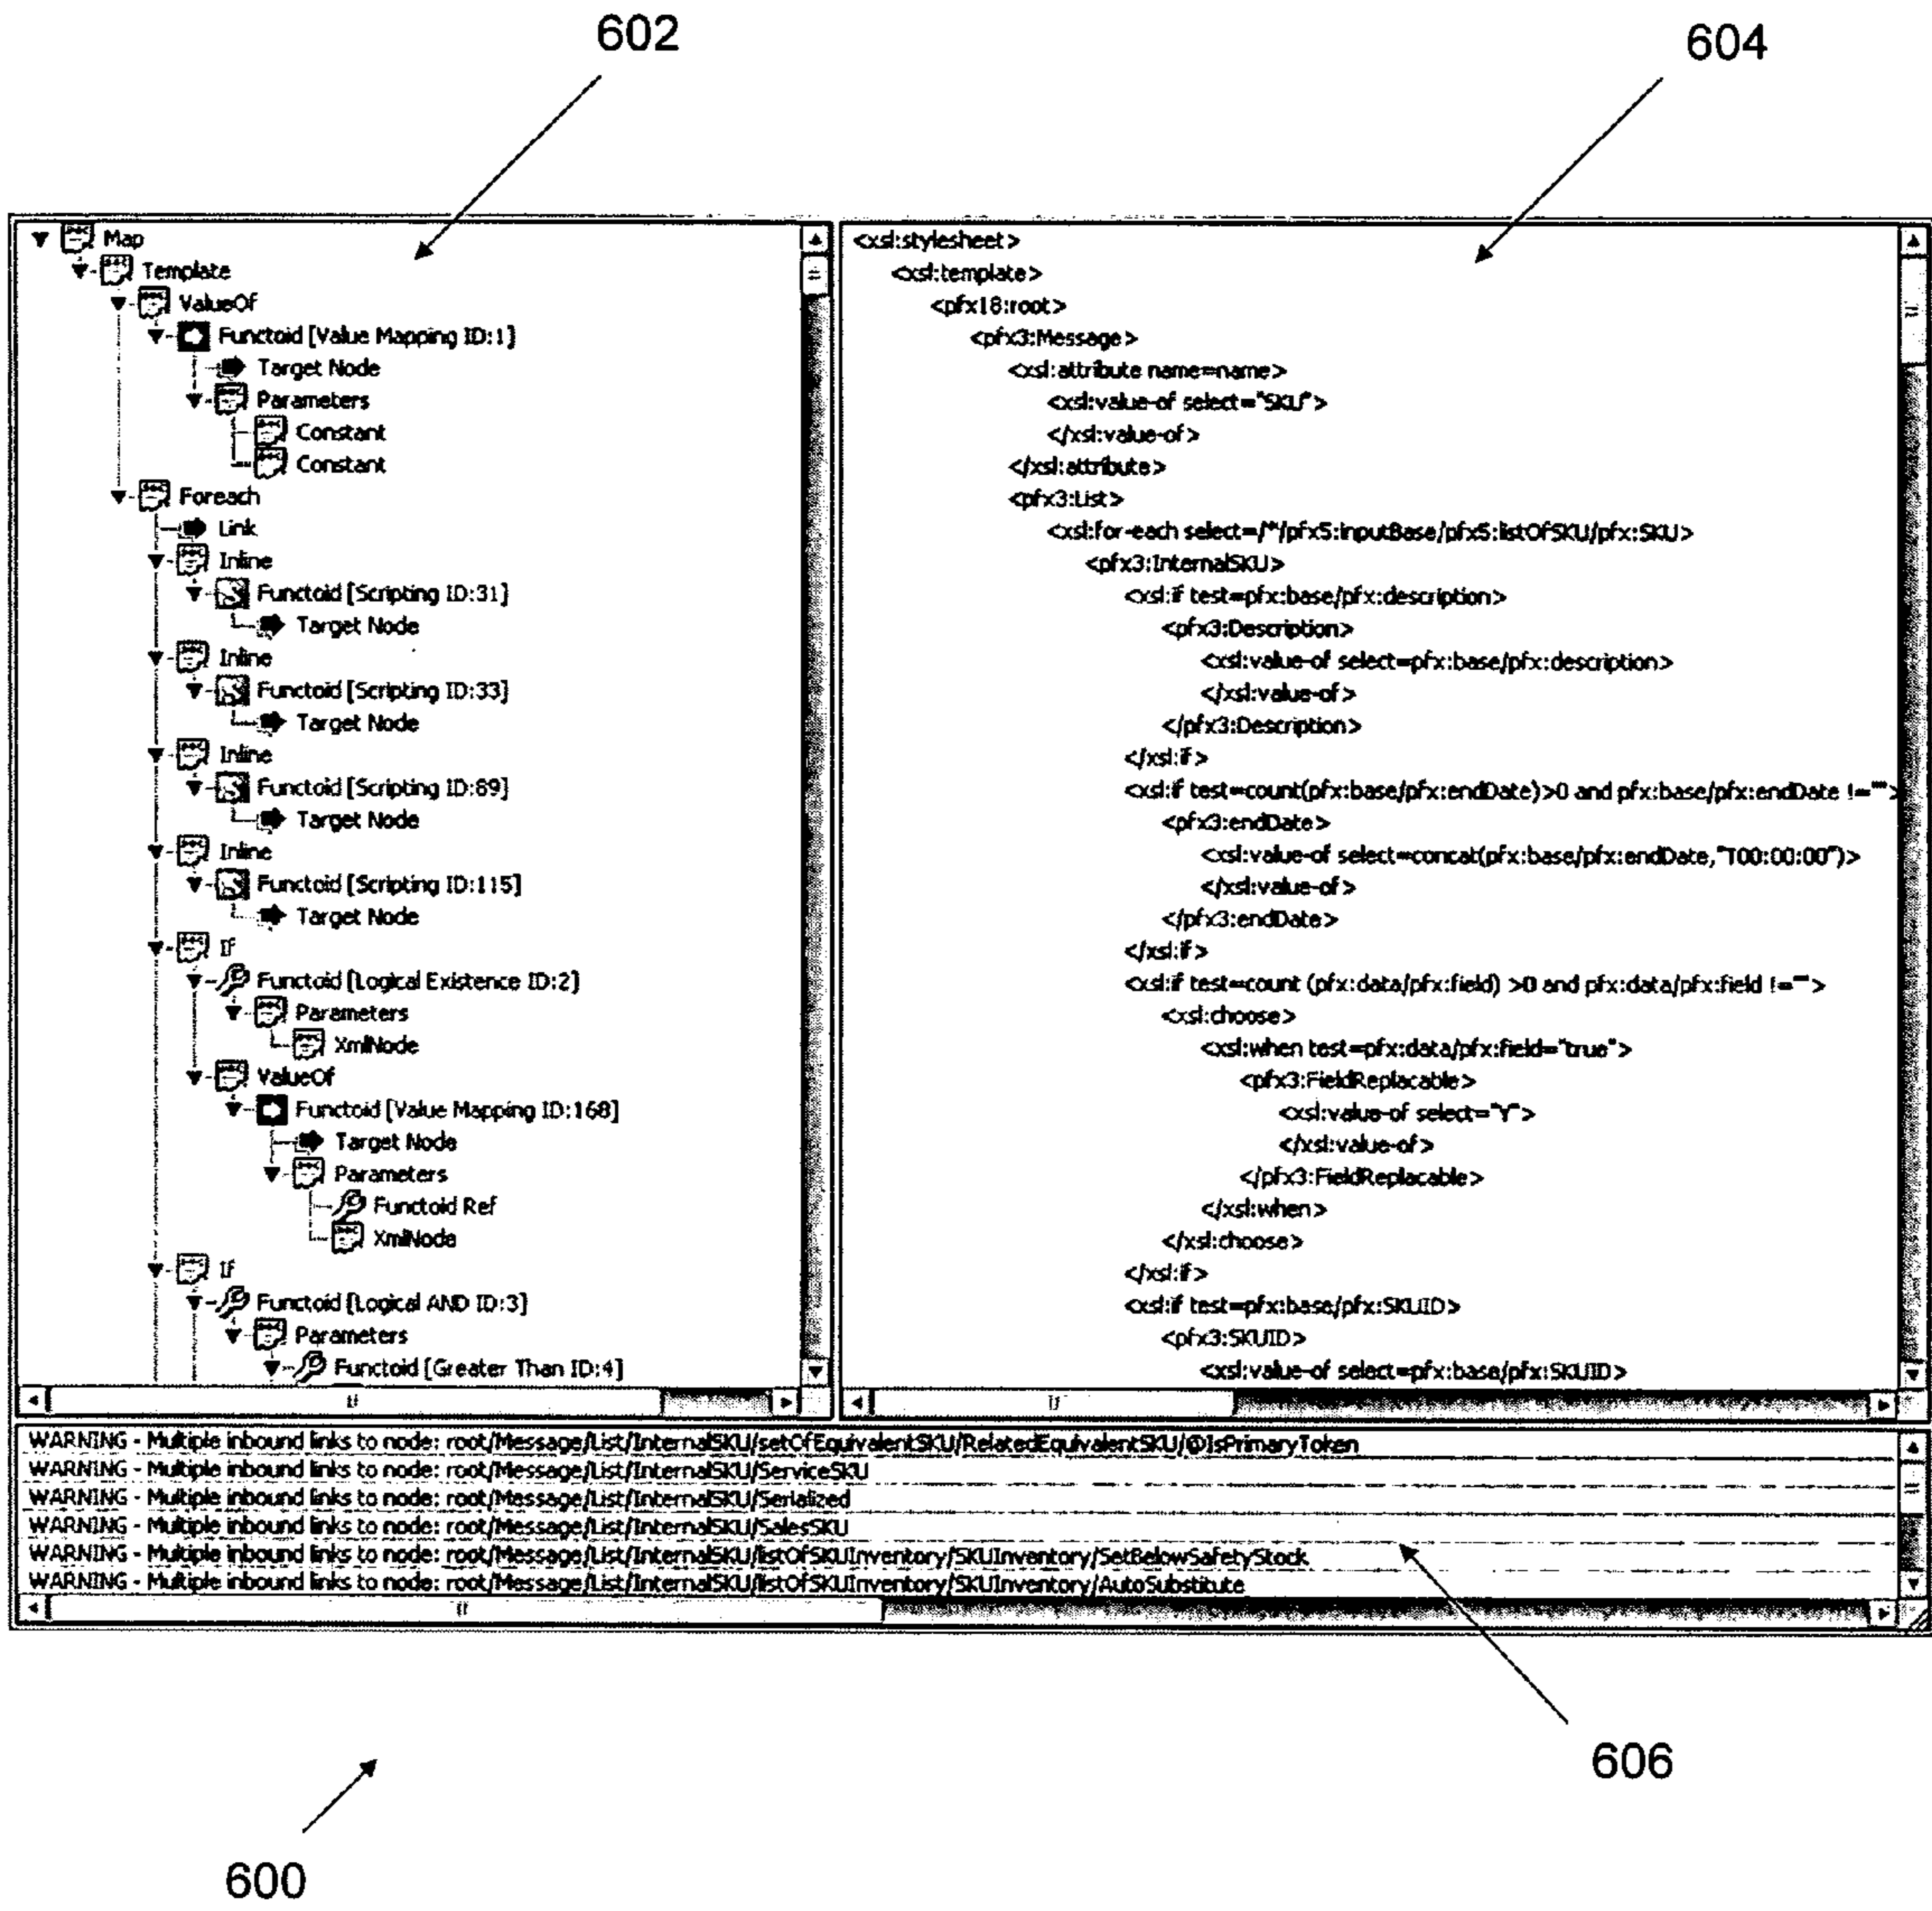 602
604
Map
Template
ValueOf
Functoid [Value Mapping ID:1]
Target Node
Parameters
Constant
Constant
Foreach
Link
Inline
Functoid [Scripting ID:31]
Target Node
Inline
Functoid [Scripting ID:33]
Target Node
Inline
Functoid [Scripting ID:89]
Target Node
Inline
Functoid [Scripting ID:115]
Target Node
If
Functoid [Logical Existence ID:2]
Parameters
XmlNode
ValueOf
Functoid [Value Mapping ID:168]
Target Node
Parameters
Functoid Ref
XmlNode
If
Functoid [Logical AND ID:3]
Parameters
Functoid [Greater Than ID:4]
<xsl:stylesheet>
<xsl:template>
<pfx18:root>
<pfx3:Message>
<xsl:attribute name=name>
<xsl:value-of select="SKU">
</xsl:value-of>
</xsl:attribute>
<pfx3:List>
<xsl:for-each select=/*/pfx5:inputBase/pfx5:listOfSKU/pfx:SKU>
<pfx3:InternalSKU>
<xsl:if test=pfx:base/pfx:description>
<pfx3:Description>
<xsl:value-of select=pfx:base/pfx:description>
</xsl:value-of>
</pfx3:Description>
</xsl:if>
<xsl:if test=count(pfx:base/pfx:endDate)>0 and pfx:base/pfx:endDate !="">
<pfx3:endDate>
<xsl:value-of select=concat(pfx:base/pfx:endDate,"T00:00:00")>
</xsl:value-of>
</pfx3:endDate>
</xsl:if>
<xsl:if test=count (pfx:data/pfx:field) >0 and pfx:data/pfx:field !="">
<xsl:choose>
<xsl:when test=pfx:data/pfx:field="true">
<pfx3:FieldReplacable>
<xsl:value-of select="Y">
</xsl:value-of>
</pfx3:FieldReplacable>
</xsl:when>
</xsl:choose>
</xsl:if>
<xsl:if test=pfx:base/pfx:SKUID>
<pfx3:SKUID>
<xsl:value-of select=pfx:base/pfx:SKUID>
WARNING - Multiple inbound links to node: root/Message/List/InternalSKU/setOfEquivalentSKU/RelatedEquivalentSKU/@IsPrimaryToken
WARNING - Multiple inbound links to node: root/Message/List/InternalSKU/ServiceSKU
WARNING - Multiple inbound links to node: root/Message/List/InternalSKU/Serialized
WARNING - Multiple inbound links to node: root/Message/List/InternalSKU/SalesSKU
WARNING - Multiple inbound links to node: root/Message/List/InternalSKU/listOfSKUInventory/SKUInventory/SetBelowSafetyStock
WARNING - Multiple inbound links to node: root/Message/List/InternalSKU/listOfSKUInventory/SKUInventory/AutoSubstitute
606
600